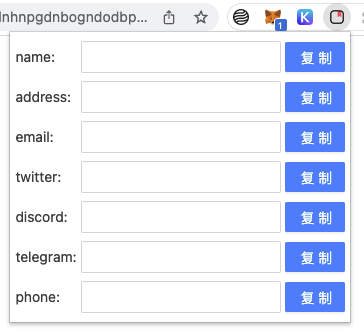 lnhnpgdnbogndodbp...
1
K
name: 复 制
address: 复 制
email: 复 制
twitter: 复 制
discord: 复 制
telegram: 复 制
phone: 复 制